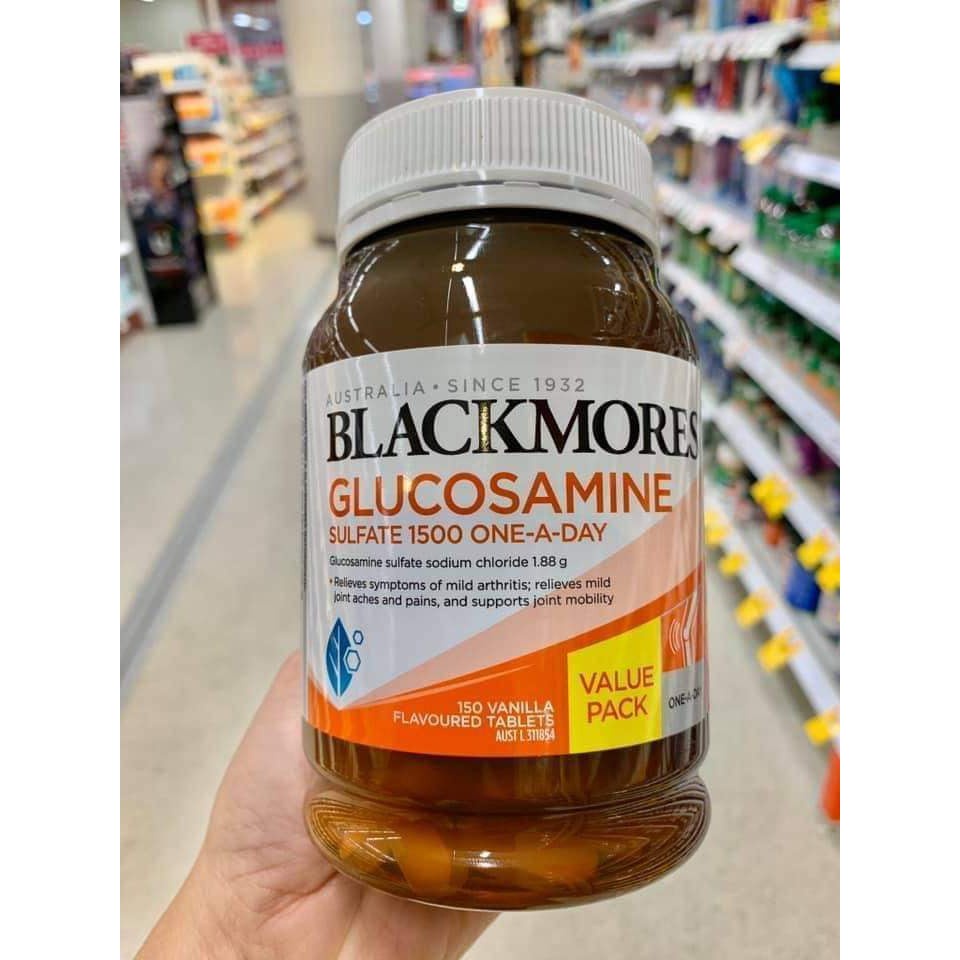 AUSTRALIA • SINCE 1932
BLACKMORES
GLUCOSAMINE
SULFATE 1500 ONE-A-DAY
Glucosamine sulfate sodium chloride 1.88 g
• Relieves symptoms of mild arthritis; relieves mild
joint aches and pains, and supports joint mobility
150 VANILLA
FLAVOURED TABLETS
AUST L 311854
VALUE
PACK
ONE-A-DAY